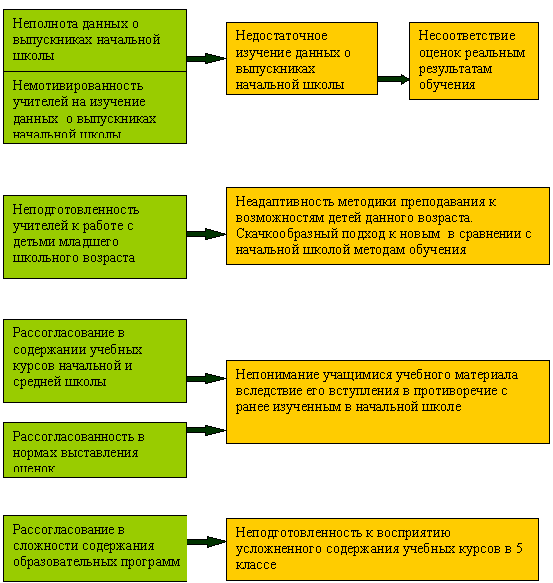 Неполнота данных о
выпускниках начальной
школы
Немотивированность
учителей на изучение
данных о выпускниках
начальной школы
Недостаточное
изучение данных о
выпускниках
начальной школы
Несоответствие
оценок реальным
результатам
обучения
Неподготовленность
учителей к работе с
детьми младшего
школьного возраста
Неадаптивность методики преподавания к
возможностям детей данного возраста.
Скачкообразный подход к новым в сравнении с
начальной школой методам обучения
Рассогласование в
содержании учебных
курсов начальной и
средней школы
Рассогласованность в
нормах выставления
оценок
Непонимание учащимися учебного материала
вследствие его вступления в противоречие с
ранее изученным в начальной школе
Рассогласование в
сложности содержания
образовательных программ
Неподготовленность к восприятию
усложненного содержания учебных курсов в 5
классе